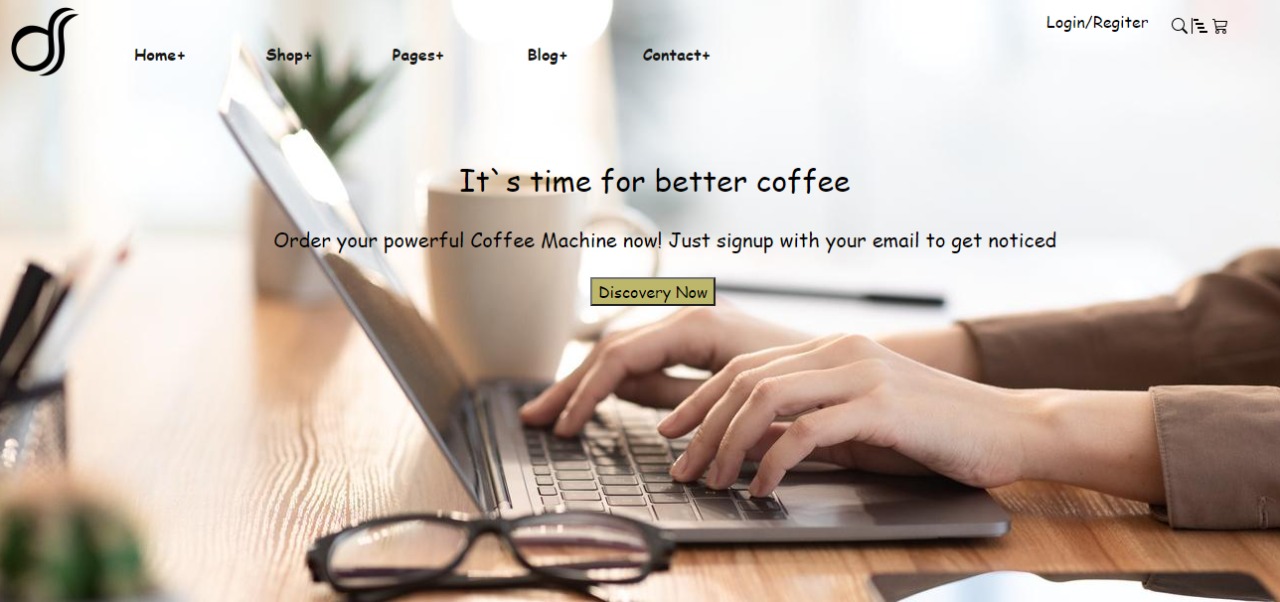 Login/Regiter
Home+ Shop+ Pages+ Blog+ Contact+
It`s time for better coffee
Order your powerful Coffee Machine now! Just signup with your email to get noticed
Discovery Now